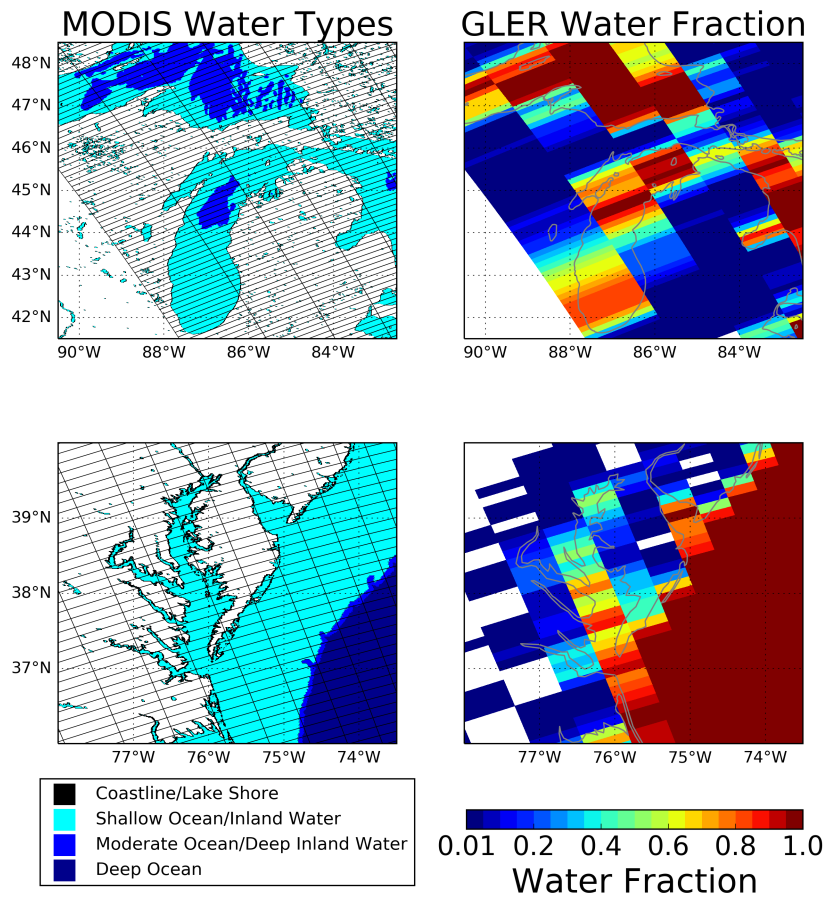 MODIS Water Types
GLER Water Fraction
48°N
47°N
46°N
45°N
44°N
43°N
42°N
90°W 88°W 86°W 84°W
90°W 88°W 86°W 84°W
39°N
38°N
37°N
77°W 76°W 75°W 74°W
77°W 76°W 75°W 74°W
Coastline/Lake Shore
Shallow Ocean/Inland Water
Moderate Ocean/Deep Inland Water
Deep Ocean
0.01 0.2 0.4 0.6 0.8 1.0
Water Fraction